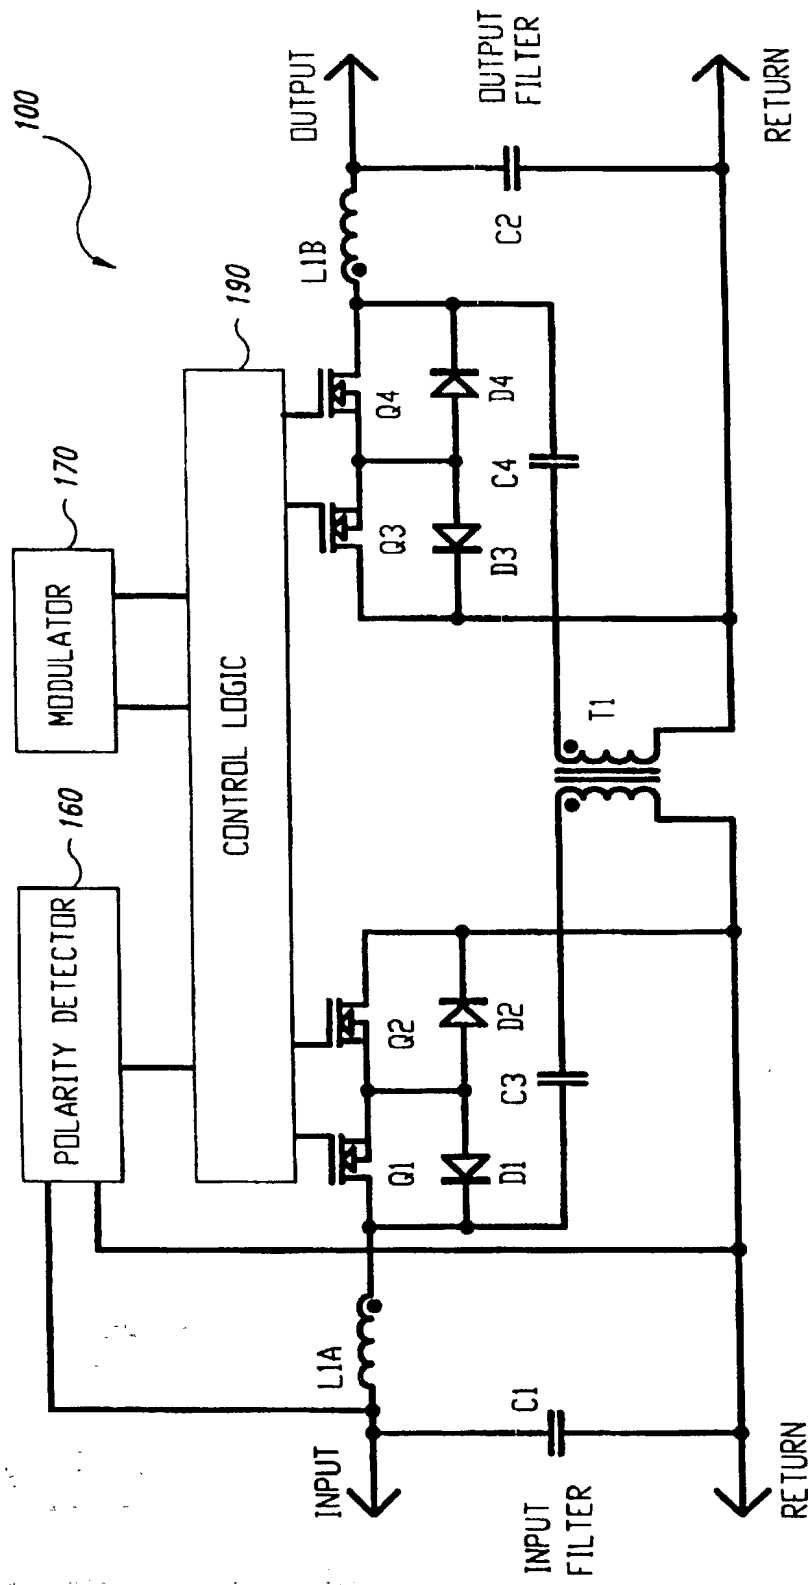 100
MODULATOR
170
POLARITY DETECTOR
160
CONTROL LOGIC
190
INPUT
L1A
Q1
Q2
Q3
Q4
L1B
OUTPUT
D1
D2
D3
D4
C3
C4
C1
INPUT
FILTER
T1
C2
OUTPUT
FILTER
RETURN
RETURN